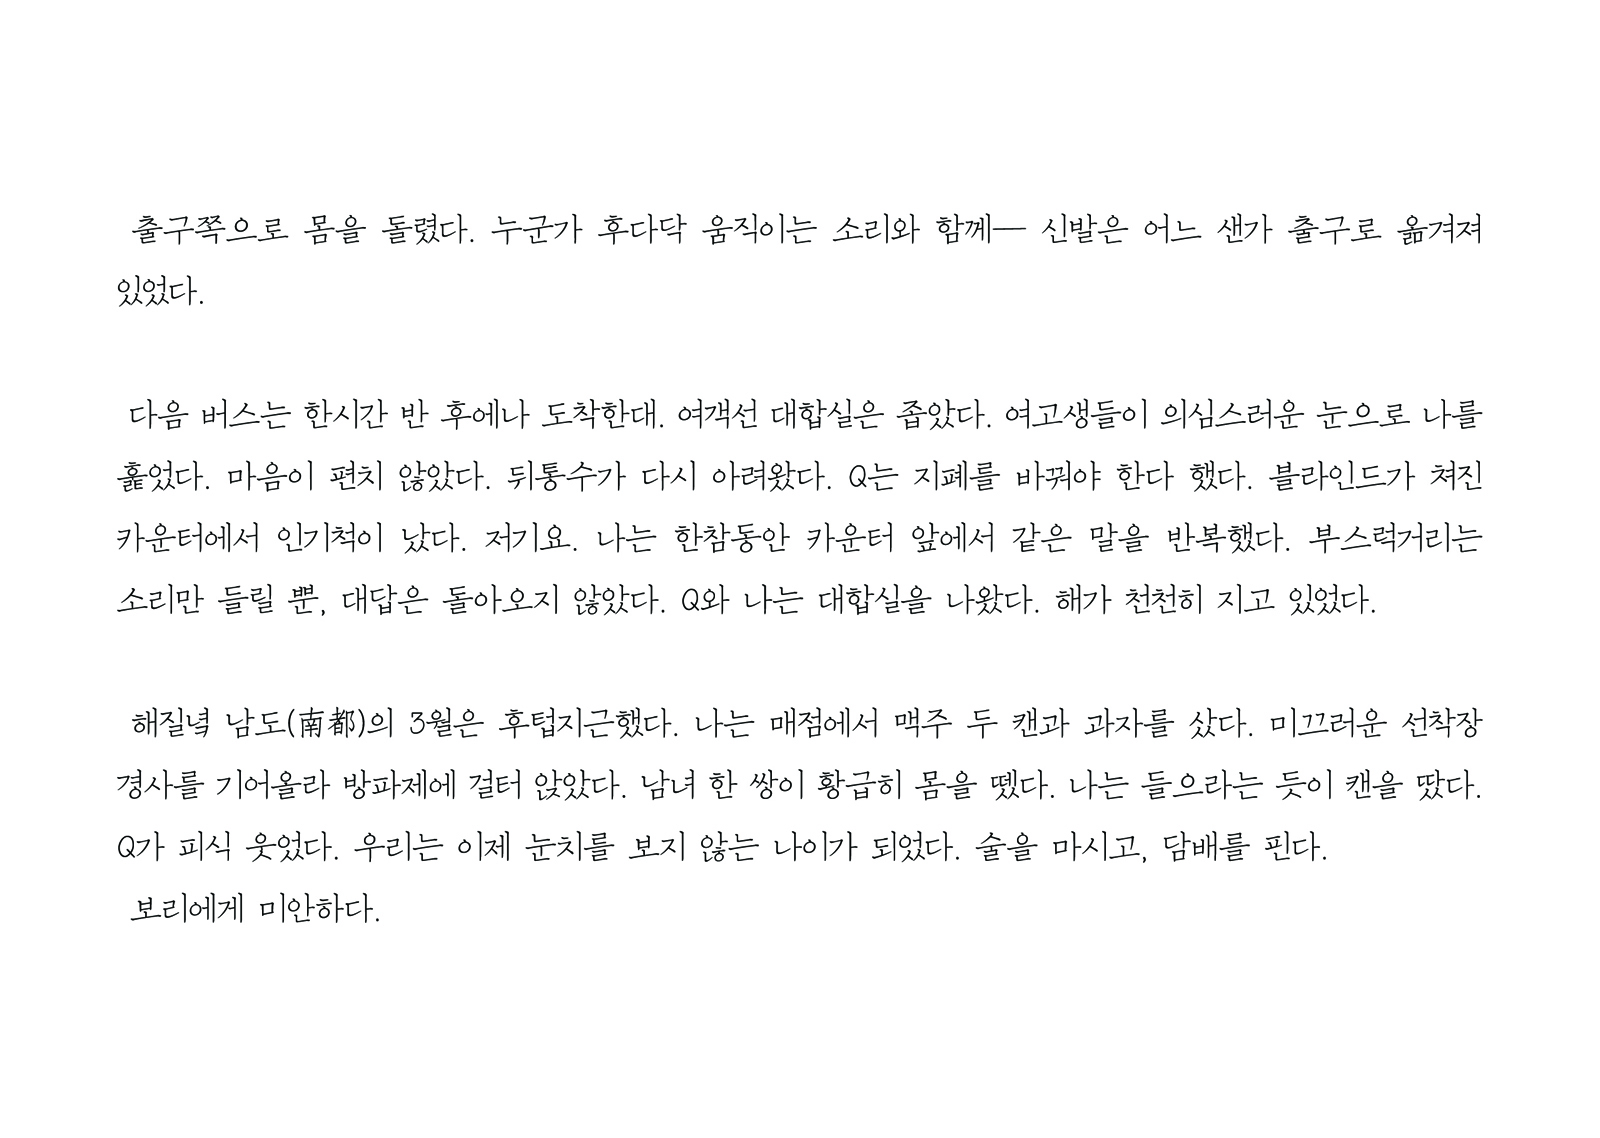 출구쪽으로 몸을 돌렸다. 누군가 후다닥 움직이는 소리와 함께— 신발은 어느 샌가 출구로 옮겨져
있었다.
다음 버스는 한시간 반 후에나 도착한대. 여객선 대합실은 좁았다. 여고생들이 의심스러운 눈으로 나를
훑었다. 마음이 편치 않았다. 뒤통수가 다시 아려왔다. Q는 지폐를 바꿔야 한다 했다. 블라인드가 쳐진
카운터에서 인기척이 났다. 저기요. 나는 한참동안 카운터 앞에서 같은 말을 반복했다. 부스럭거리는
소리만 들릴 뿐, 대답은 돌아오지 않았다. Q와 나는 대합실을 나왔다. 해가 천천히 지고 있었다.
해질녘 남도(南都)의 3월은 후텁지근했다. 나는 매점에서 맥주 두 캔과 과자를 샀다. 미끄러운 선착장
경사를 기어올라 방파제에 걸터 앉았다. 남녀 한 쌍이 황급히 몸을 뗐다. 나는 들으라는 듯이 캔을 땄다.
Q가 피식 웃었다. 우리는 이제 눈치를 보지 않는 나이가 되었다. 술을 마시고, 담배를 핀다.
보리에게 미안하다.